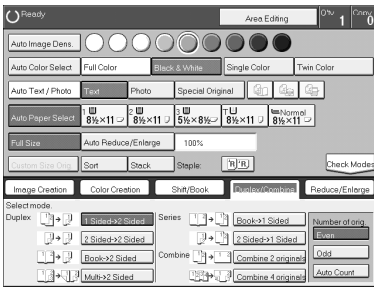 Ready Area Editing Q'ty 1 Copy 0
Auto Image Dens.
Auto Color Select Full Color Black & White Single Color Twin Color
Auto Text / Photo Text Photo Special Original
Auto Paper Select 1 8½×11 2 8½×11 3 5½×8½ T 8½×11 Normal 8½×11
Full Size Auto Reduce/Enlarge 100%
Custom Size Orig. Sort Stack Staple: R R Check Modes
Image Creation Color Creation Shift/Book Duplex/Combine Reduce/Enlarge
Select mode.
Duplex 1 Sided->2 Sided Series Book->1 Sided Number of orig.
2 Sided->2 Sided 2 Sided->1 Sided Even
Book->2 Sided Combine Combine 2 originals Odd
Multi->2 Sided Combine 4 originals Auto Count